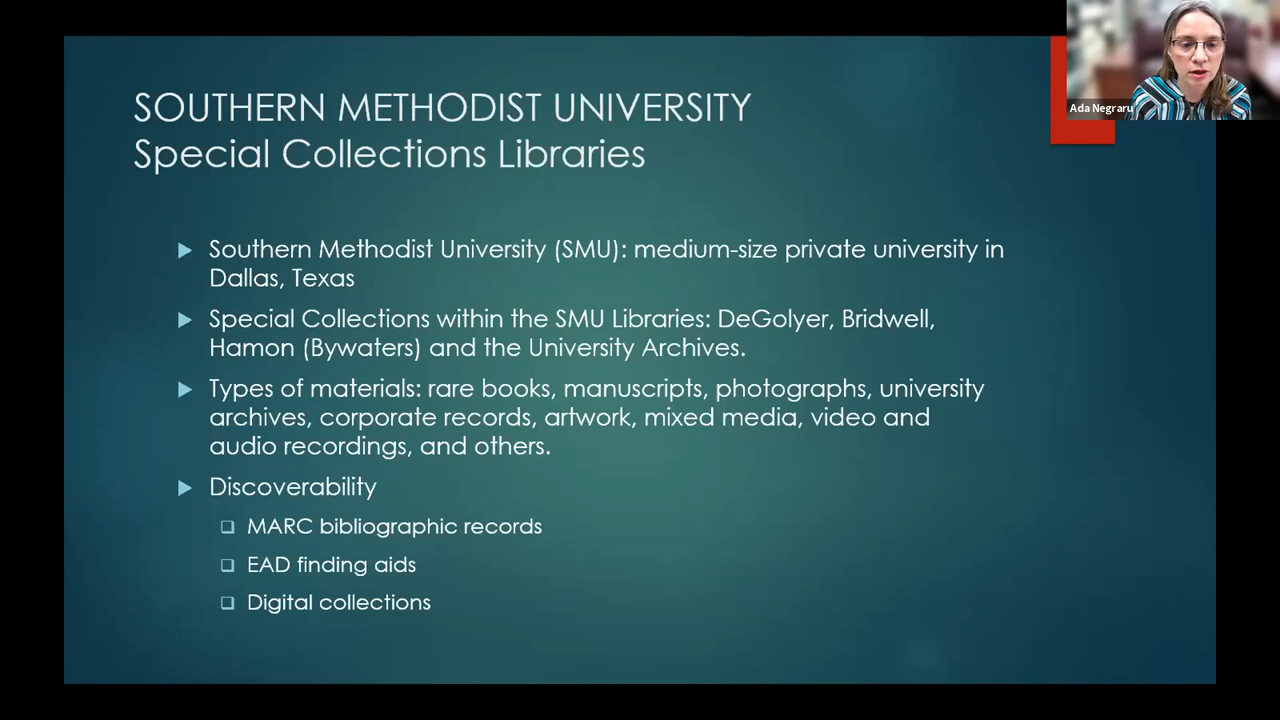 SOUTHERN METHODIST UNIVERSITY
Special Collections Libraries
Ada Negraru
Southern Methodist University (SMU): medium-size private university in
Dallas, Texas
Special Collections within the SMU Libraries: DeGolyer, Bridwell,
Hamon (Bywaters) and the University Archives.
Types of materials: rare books, manuscripts, photographs, university
archives, corporate records, artwork, mixed media, video and
audio recordings, and others.
Discoverability
MARC bibliographic records
EAD finding aids
Digital collections